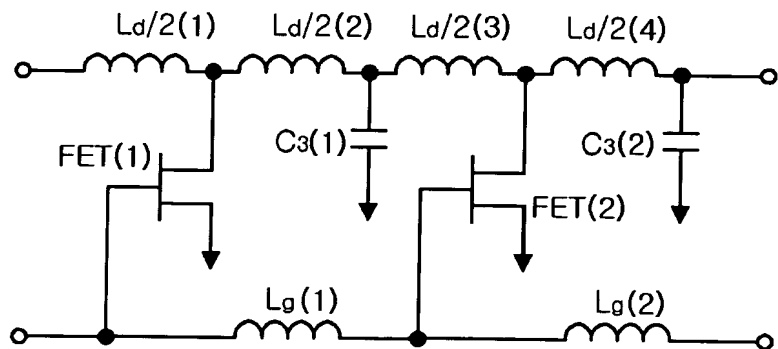 Ld/2(1) Ld/2(2) Ld/2(3) Ld/2(4)
FET(1) C3(1) FET(2) C3(2)
Lg(1) Lg(2)